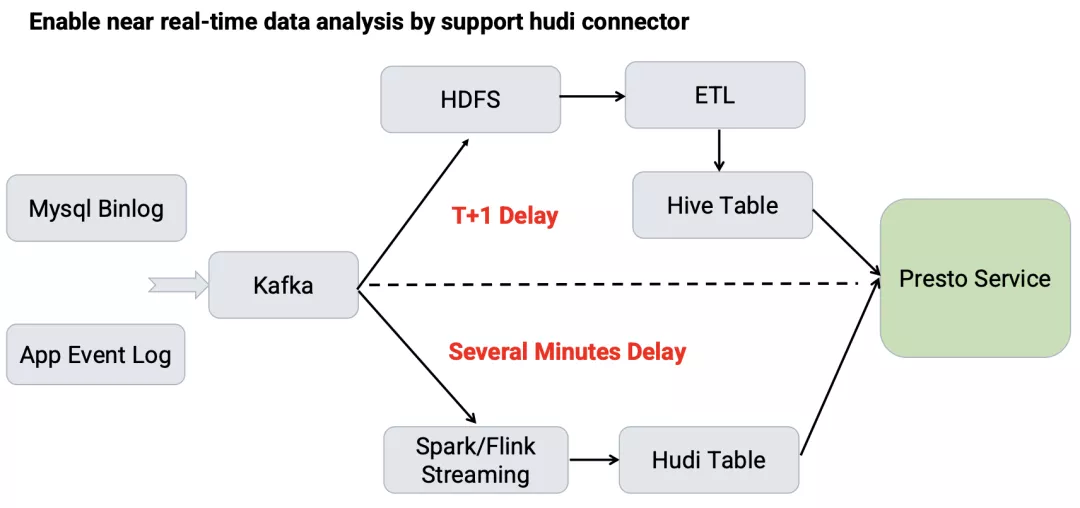 Enable near real-time data analysis by support hudi connector
HDFS
ETL
Mysql Binlog
T+1 Delay
Hive Table
Kafka
Presto Service
App Event Log
Several Minutes Delay
Spark/Flink
Streaming
Hudi Table